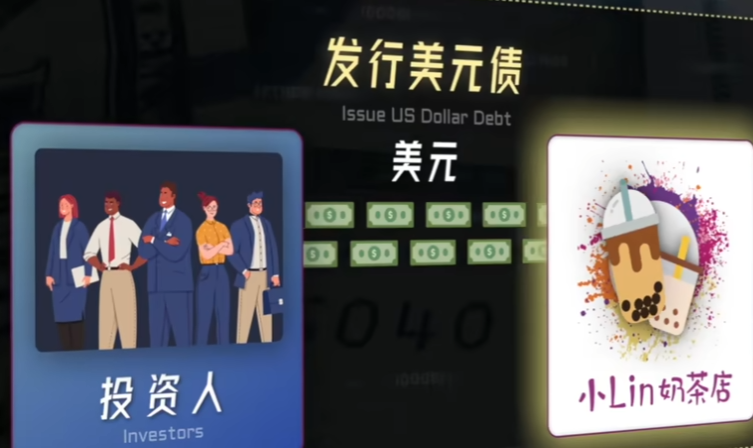 发行美元债
Issue US Dollar Debt
美元
投资人
Investors
小Lin奶茶店